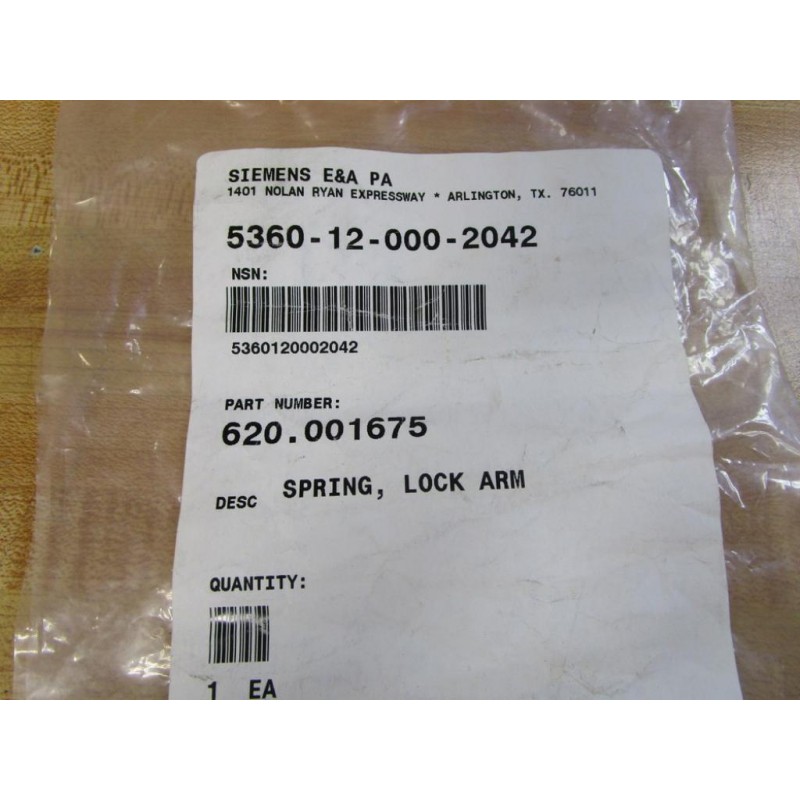 SIEMENS E&A PA
1401 NOLAN RYAN EXPRESSWAY * ARLINGTON, TX. 76011
5360-12-000-2042
NSN:
5360120002042
PART NUMBER:
620.001675
DESC SPRING, LOCK ARM
QUANTITY:
1 EA